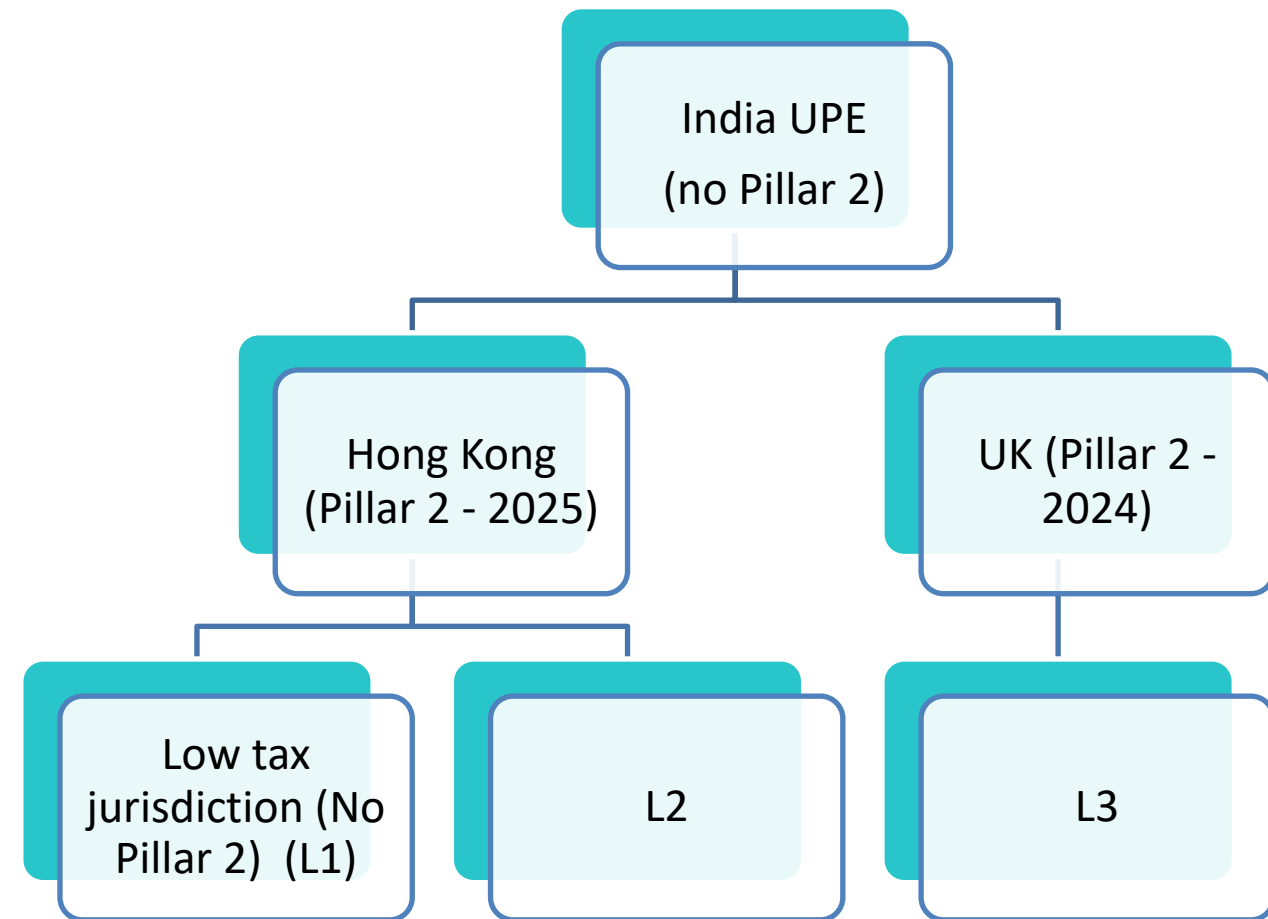 India UPE
(no Pillar 2)
Hong Kong
(Pillar 2 - 2025)
UK (Pillar 2 -
2024)
Low tax
jurisdiction (No
Pillar 2)  (L1)
L2
L3